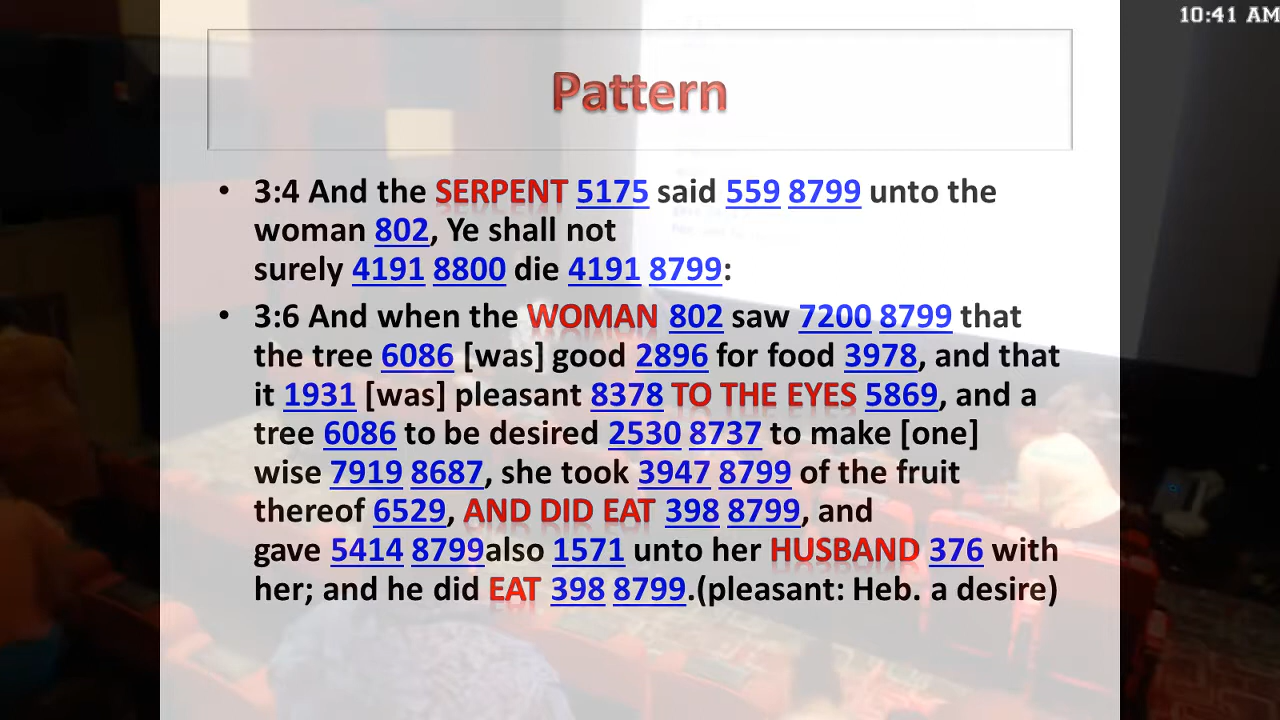 10:41 AM
Pattern
• 3:4 And the SERPENT 5175 said 559 8799 unto the
woman 802, Ye shall not
surely 4191 8800 die 4191 8799:
• 3:6 And when the WOMAN 802 saw 7200 8799 that
the tree 6086 [was] good 2896 for food 3978, and that
it 1931 [was] pleasant 8378 TO THE EYES 5869, and a
tree 6086 to be desired 2530 8737 to make [one]
wise 7919 8687, she took 3947 8799 of the fruit
thereof 6529, AND DID EAT 398 8799, and
gave 5414 8799also 1571 unto her HUSBAND 376 with
her; and he did EAT 398 8799.(pleasant: Heb. a desire)